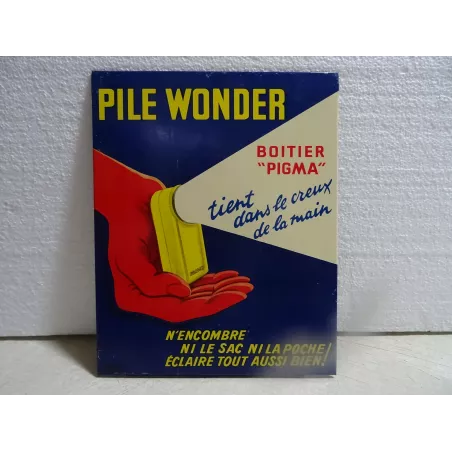 PILE WONDER
BOITIER
"PIGMA"
tient
dans le creux
de la main
N'ENCOMBRE
NI LE SAC NI LA POCHE!
ÉCLAIRE TOUT AUSSI BIEN!